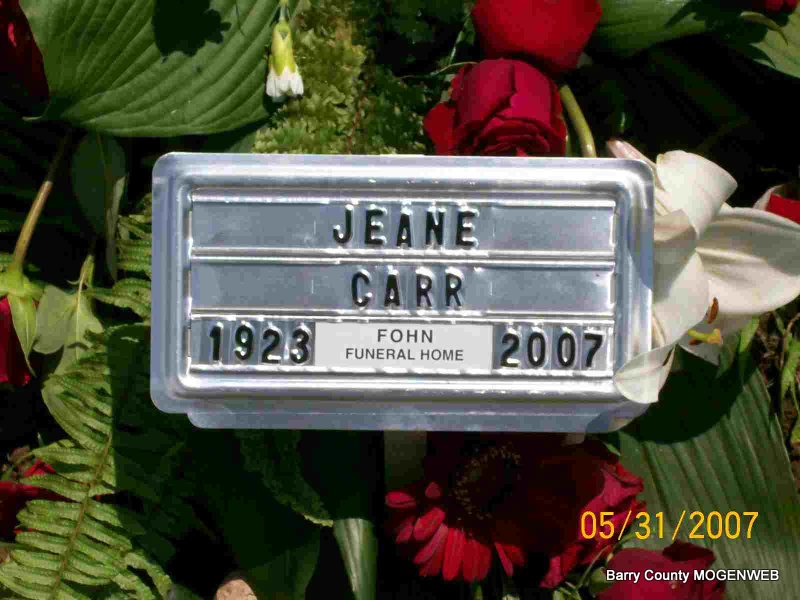 JEANE
CARR
1923 FOHN FUNERAL HOME 2007
05/31/2007
Barry County MOGENWEB